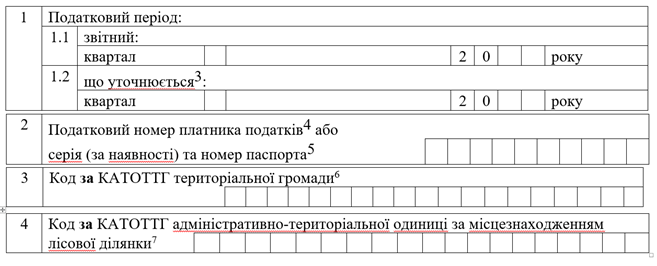 1 Податковий період:
1.1 звітний:
квартал 2 0 року
1.2 що уточнюється3:
квартал 2 0 року
2 Податковий номер платника податків4 або
серія (за наявності) та номер паспорта5
3 Код за КАТОТТГ територіальної громади6
4 Код за КАТОТТГ адміністративно-територіальної одиниці за місцезнаходженням
лісової ділянки7